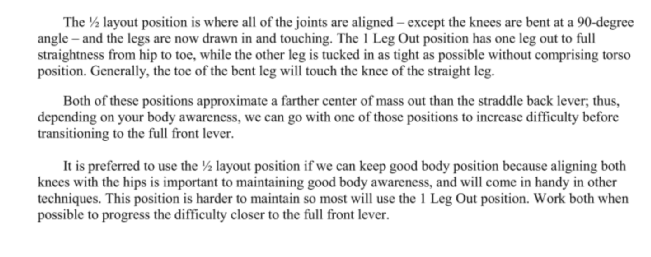 The ½ layout position is where all of the joints are aligned – except the knees are bent at a 90-degree
angle – and the legs are now drawn in and touching. The 1 Leg Out position has one leg out to full
straightness from hip to toe, while the other leg is tucked in as tight as possible without comprising torso
position. Generally, the toe of the bent leg will touch the knee of the straight leg.
Both of these positions approximate a farther center of mass out than the straddle back lever; thus,
depending on your body awareness, we can go with one of those positions to increase difficulty before
transitioning to the full front lever.
It is preferred to use the ½ layout position if we can keep good body position because aligning both
knees with the hips is important to maintaining good body awareness, and will come in handy in other
techniques. This position is harder to maintain so most will use the 1 Leg Out position. Work both when
possible to progress the difficulty closer to the full front lever.